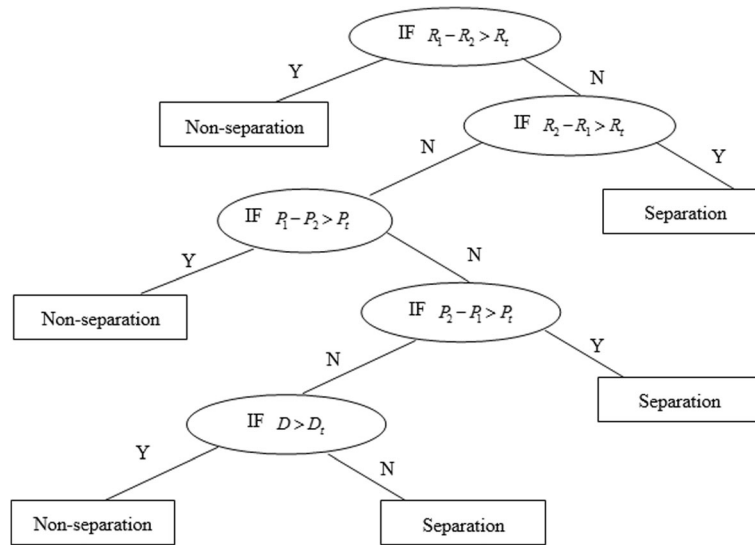 IF R₁ − R₂ > Rₜ
Y
N
Non-separation
IF R₂ − R₁ > Rₜ
N
Y
Separation
IF P₁ − P₂ > Pₜ
Y
N
Non-separation
IF P₂ − P₁ > Pₜ
N
Y
Separation
IF D > Dₜ
Y
N
Non-separation
Separation